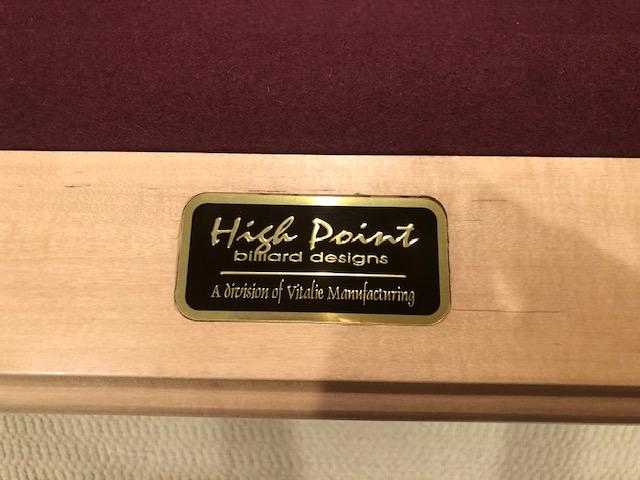 High Point
billiard designs
A division of Vitalie Manufacturing